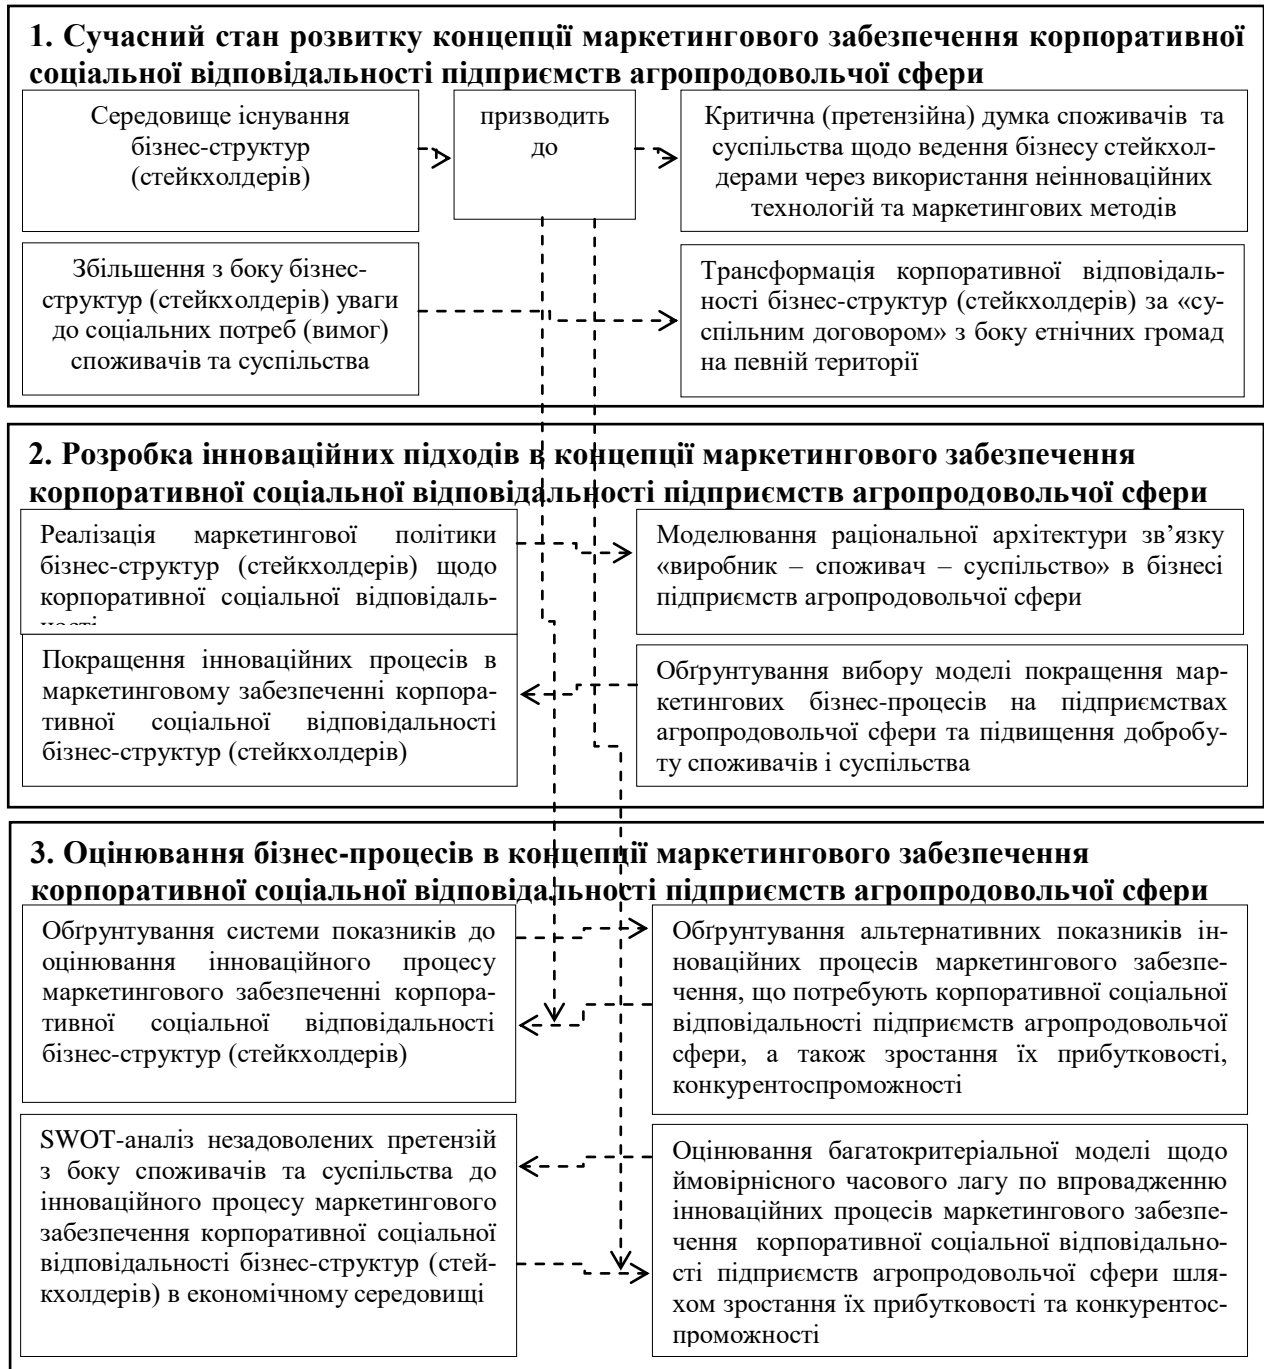 1. Сучасний стан розвитку концепції маркетингового забезпечення корпоративної
соціальної відповідальності підприємств агропродовольчої сфери
Середовище існування
бізнес-структур
(стейкхолдерів)
призводить
до
Критична (претензійна) думка споживачів та
суспільства щодо ведення бізнесу стейкхол-
дерами через використання неінноваційних
технологій та маркетингових методів
Збільшення з боку бізнес-
структур (стейкхолдерів) уваги
до соціальних потреб (вимог)
споживачів та суспільства
Трансформація корпоративної відповідаль-
ності бізнес-структур (стейкхолдерів) за «су-
спільним договором» з боку етнічних громад
на певній території
2. Розробка інноваційних підходів в концепції маркетингового забезпечення
корпоративної соціальної відповідальності підприємств агропродовольчої сфери
Реалізація маркетингової політики
бізнес-структур (стейкхолдерів) щодо
корпоративної соціальної відповідаль-
ності
Моделювання раціональної архітектури зв’язку
«виробник – споживач – суспільство» в бізнесі
підприємств агропродовольчої сфери
Покращення інноваційних процесів в
маркетинговому забезпеченні корпора-
тивної соціальної відповідальності
бізнес-структур (стейкхолдерів)
Обґрунтування вибору моделі покращення мар-
кетингових бізнес-процесів на підприємствах
агропродовольчої сфери та підвищення добробу-
ту споживачів і суспільства
3. Оцінювання бізнес-процесів в концепції маркетингового забезпечення
корпоративної соціальної відповідальності підприємств агропродовольчої сфери
Обґрунтування системи показників до
оцінювання інноваційного процесу
маркетингового забезпеченні корпора-
тивної соціальної відповідальності
бізнес-структур (стейкхолдерів)
Обґрунтування альтернативних показників ін-
новаційних процесів маркетингового забезпе-
чення, що потребують корпоративної соціальної
відповідальності підприємств агропродовольчої
сфери, а також зростання їх прибутковості,
конкурентоспроможності
SWOT-аналіз незадоволених претензій
з боку споживачів та суспільства до
інноваційного процесу маркетингового
забезпечення корпоративної соціальної
відповідальності бізнес-структур (стей-
кхолдерів) в економічному середовищі
Оцінювання багатокритеріальної моделі щодо
ймовірнісного часового лагу по впровадженню
інноваційних процесів маркетингового забезпе-
чення корпоративної соціальної відповідально-
сті підприємств агропродовольчої сфери шля-
хом зростання їх прибутковості та конкурентос-
проможності